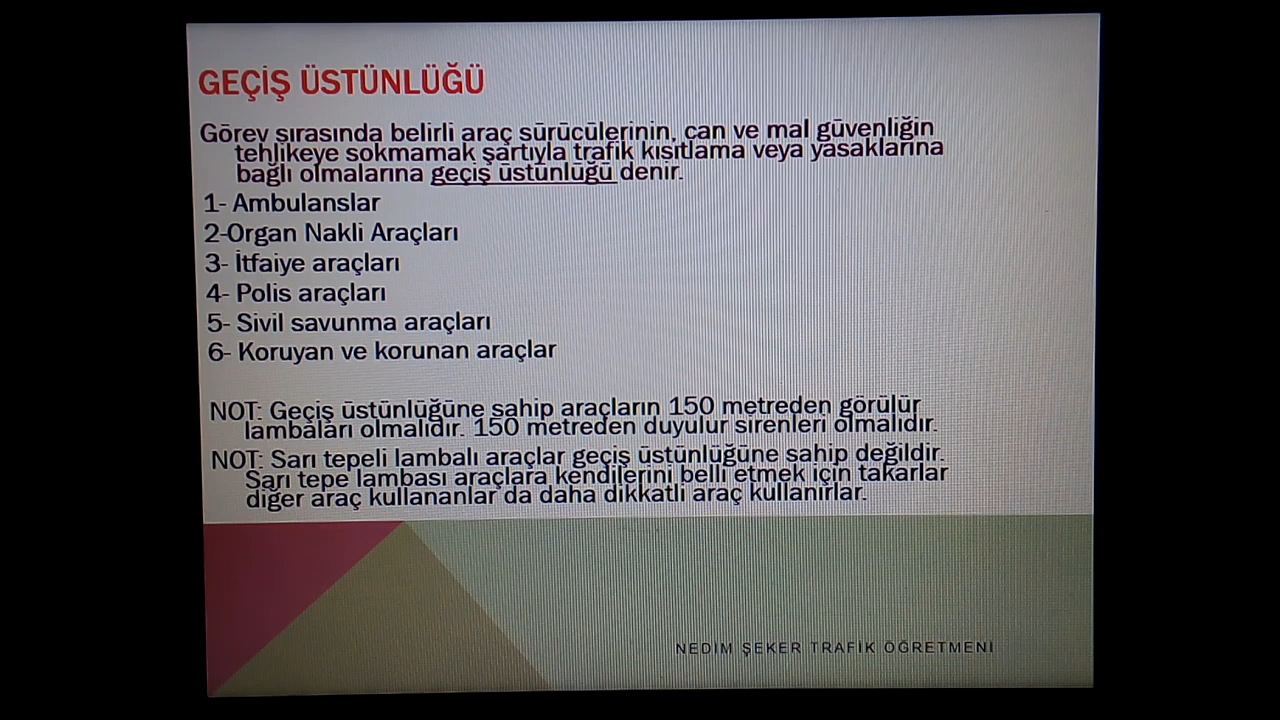 GEÇİŞ ÜSTÜNLÜĞÜ
Görev sırasında belirli araç sürücülerinin, can ve mal güvenliğin
tehlikeye sokmamak şartıyla trafik kısıtlama veya yasaklarına
bağlı olmalarına geçiş üstünlüğü denir.
1- Ambulanslar
2-Organ Nakli Araçları
3- İtfaiye araçları
4- Polis araçları
5- Sivil savunma araçları
6- Koruyan ve korunan araçlar
NOT: Geçiş üstünlüğüne sahip araçların 150 metreden görülür
lambaları olmalıdır. 150 metreden duyulur sirenleri olmalıdır.
NOT: Sarı tepeli lambalı araçlar geçiş üstünlüğüne sahip değildir.
Sarı tepe lambası araçlara kendilerini belli etmek için takarlar
diğer araç kullananlar da daha dikkatli araç kullanırlar.
NEDİM ŞEKER TRAFİK ÖĞRETMENİ